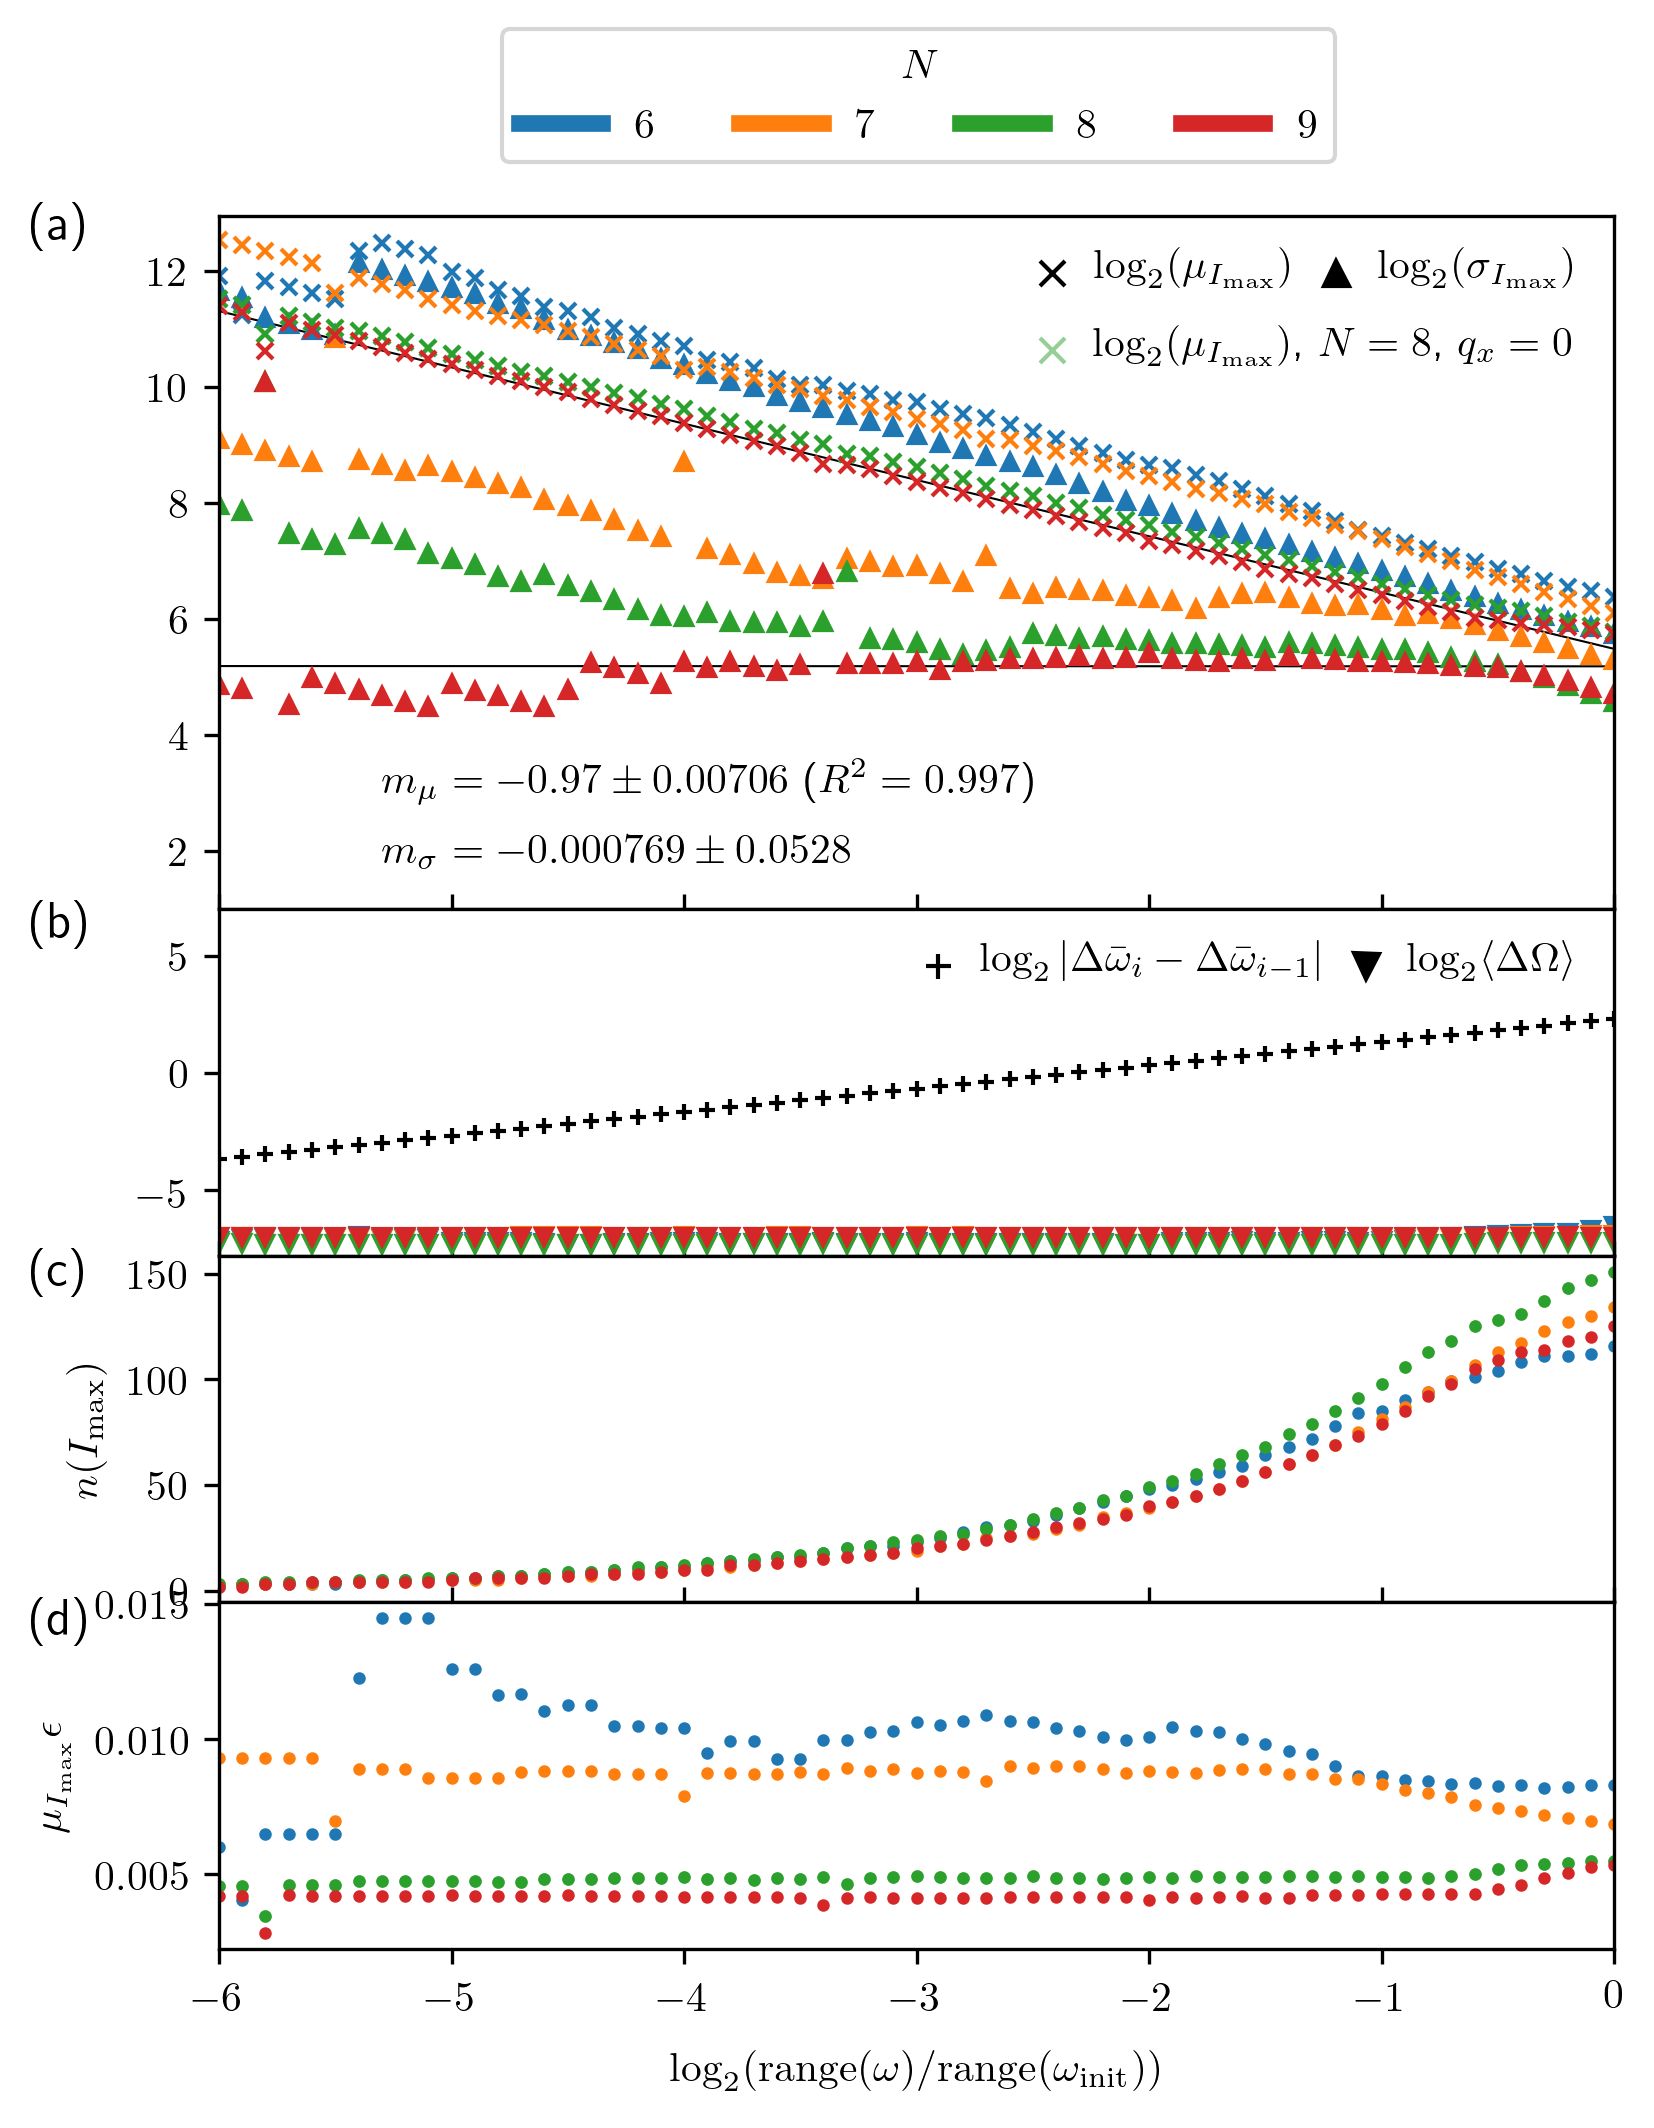 N
6 7 8 9
(a)
12
10
8
6
4
2
log₂(μ_{I_max}) log₂(σ_{I_max})
log₂(μ_{I_max}), N = 8, q_x = 0
m_μ = −0.97 ± 0.00706 (R² = 0.997)
m_σ = −0.000769 ± 0.0528
(b)
5
0
−5
log₂ |Δω̄_i − Δω̄_{i−1}| log₂⟨ΔΩ⟩
(c)
150
100
50
0
n(I_max)
(d)
0.015
0.010
0.005
μ_{I_max}ϵ
−6 −5 −4 −3 −2 −1 0
log₂(range(ω)/range(ω_init))